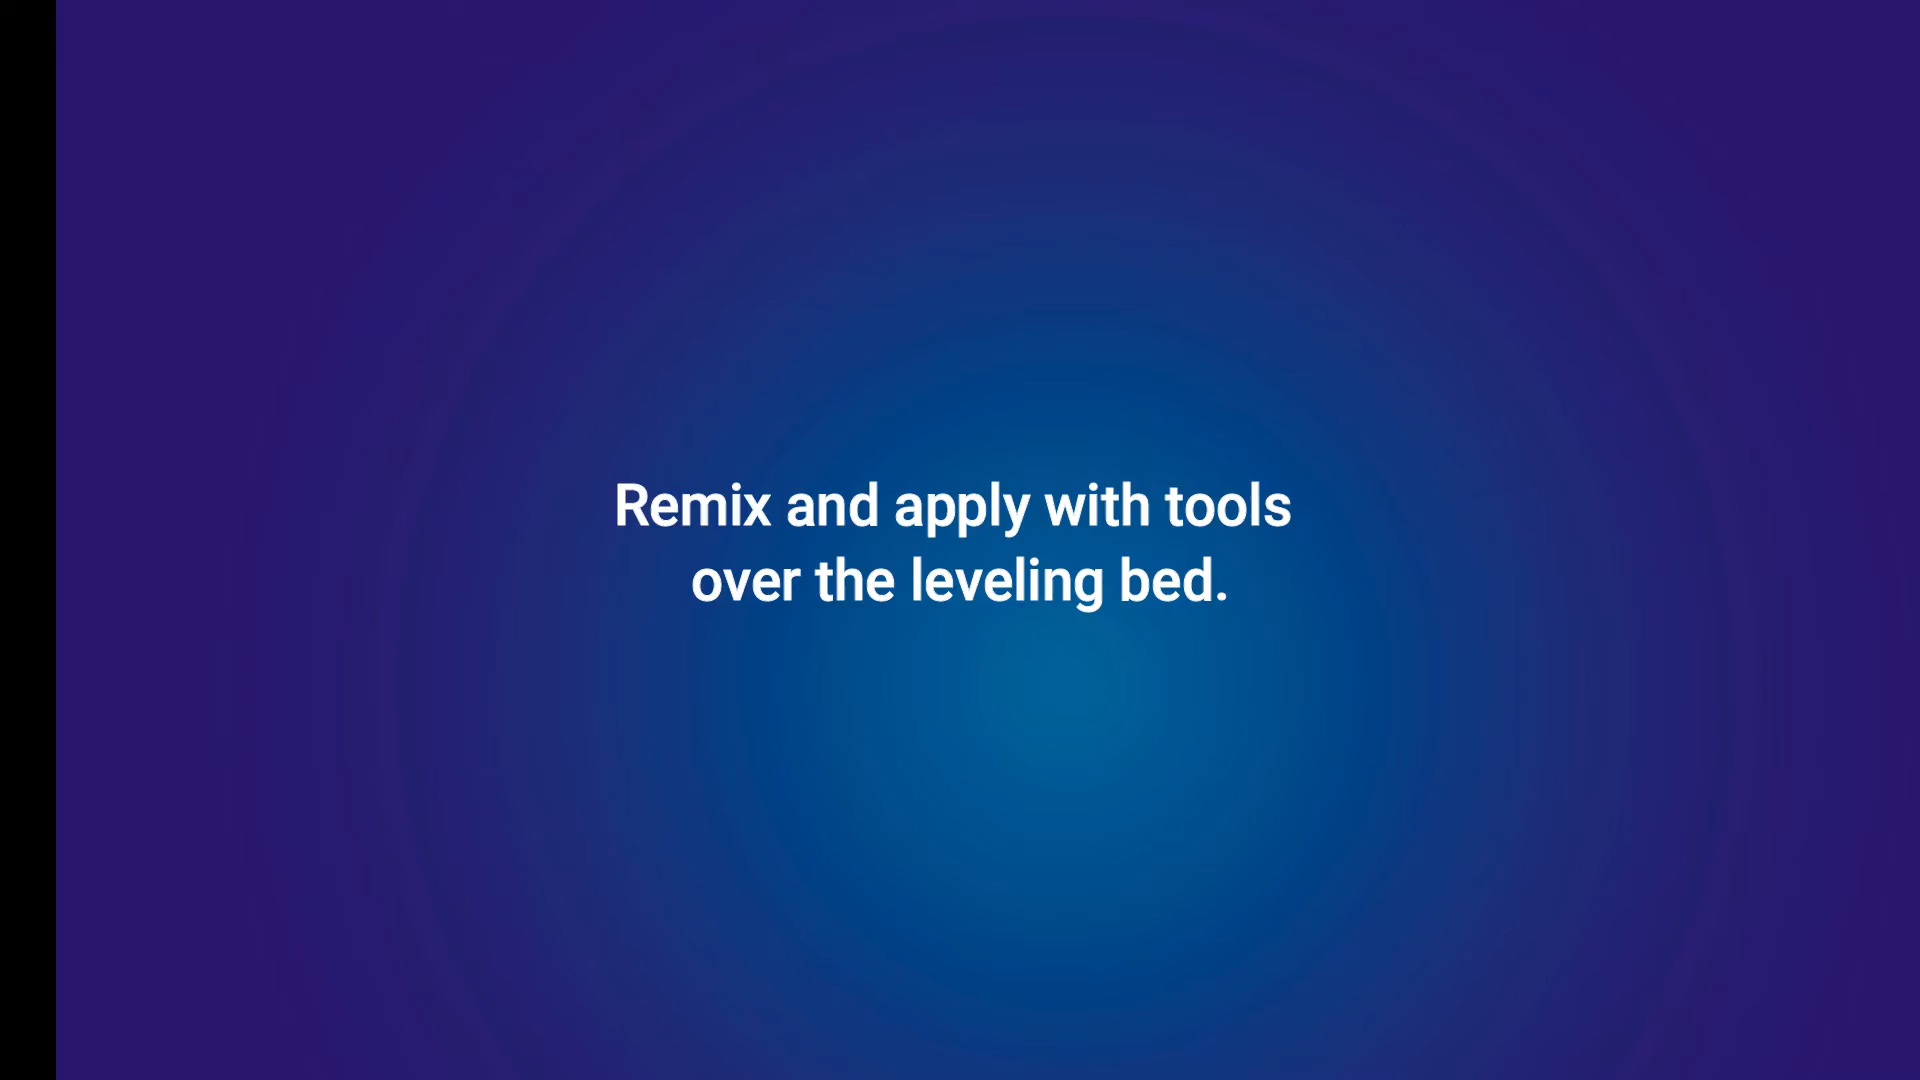 Remix and apply with tools
over the leveling bed.